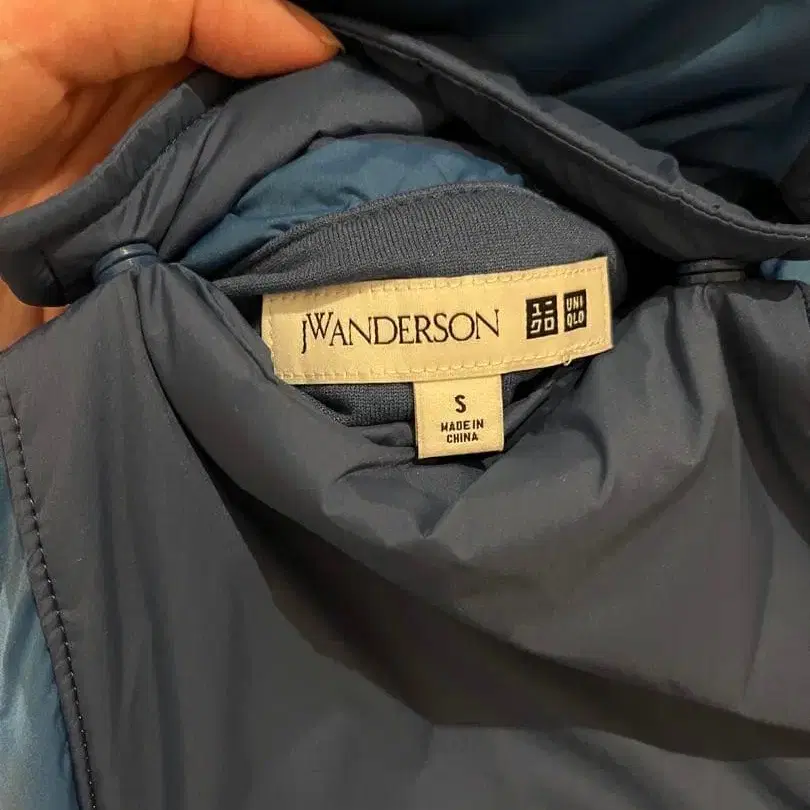 JWANDERSON
ユニ
クロ
UNI
QLO
S
MADE IN
CHINA